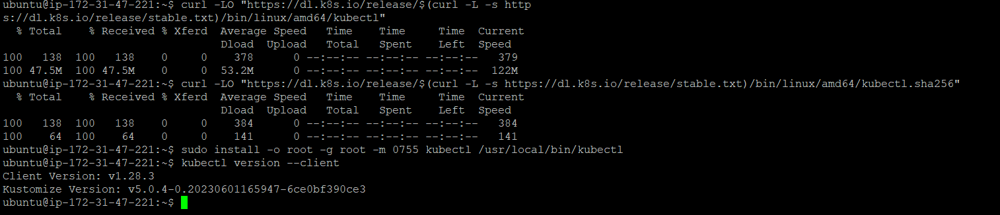 ubuntu@ip-172-31-47-221:~$ curl -LO "https://dl.k8s.io/release/$(curl -L -s http
s://dl.k8s.io/release/stable.txt)/bin/linux/amd64/kubectl"
  % Total    % Received % Xferd  Average Speed   Time    Time     Time  Current
                                 Dload  Upload   Total   Spent    Left  Speed
100   138  100   138    0     0    378      0 --:--:-- --:--:-- --:--:--   379
100 47.5M  100 47.5M    0     0  53.2M      0 --:--:-- --:--:-- --:--:--  122M
ubuntu@ip-172-31-47-221:~$ curl -LO "https://dl.k8s.io/release/$(curl -L -s https://dl.k8s.io/release/stable.txt)/bin/linux/amd64/kubectl.sha256"
  % Total    % Received % Xferd  Average Speed   Time    Time     Time  Current
                                 Dload  Upload   Total   Spent    Left  Speed
100   138  100   138    0     0    384      0 --:--:-- --:--:-- --:--:--   384
100    64  100    64    0     0    141      0 --:--:-- --:--:-- --:--:--   141
ubuntu@ip-172-31-47-221:~$ sudo install -o root -g root -m 0755 kubectl /usr/local/bin/kubectl
ubuntu@ip-172-31-47-221:~$ kubectl version --client
Client Version: v1.28.3
Kustomize Version: v5.0.4-0.20230601165947-6ce0bf390ce3
ubuntu@ip-172-31-47-221:~$